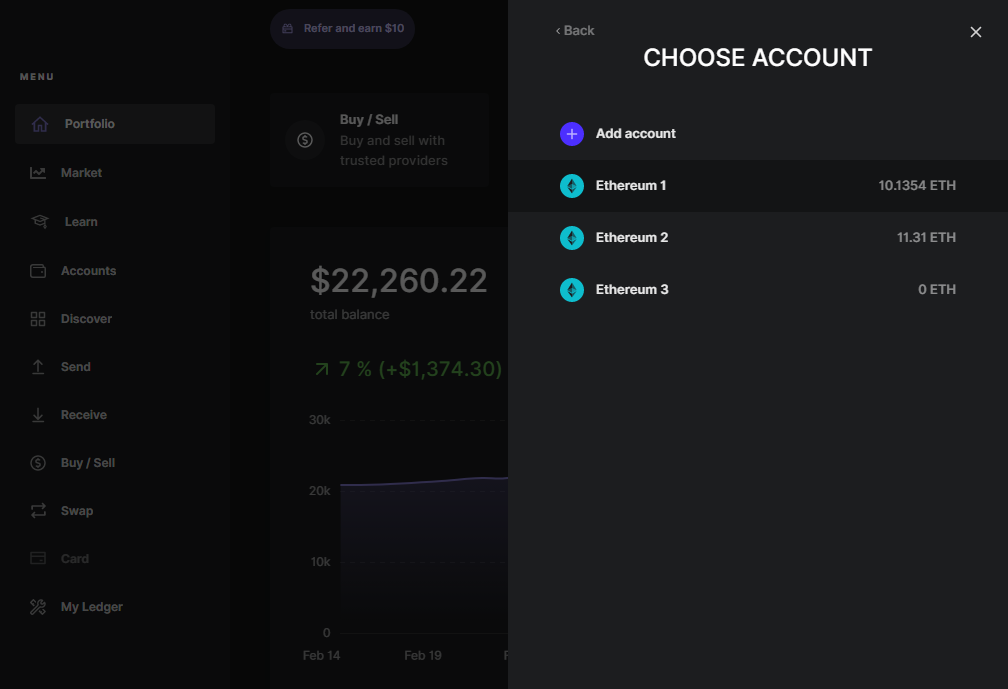 Refer and earn $10
MENU
Portfolio
Market
Learn
Accounts
Discover
Send
Receive
Buy / Sell
Swap
Card
My Ledger
Buy / Sell
Buy and sell with
trusted providers
$22,260.22
total balance
7 % (+$1,374.30)
30k
20k
10k
0
Feb 14
Feb 19
‹ Back
CHOOSE ACCOUNT
Add account
Ethereum 1 10.1354 ETH
Ethereum 2 11.31 ETH
Ethereum 3 0 ETH